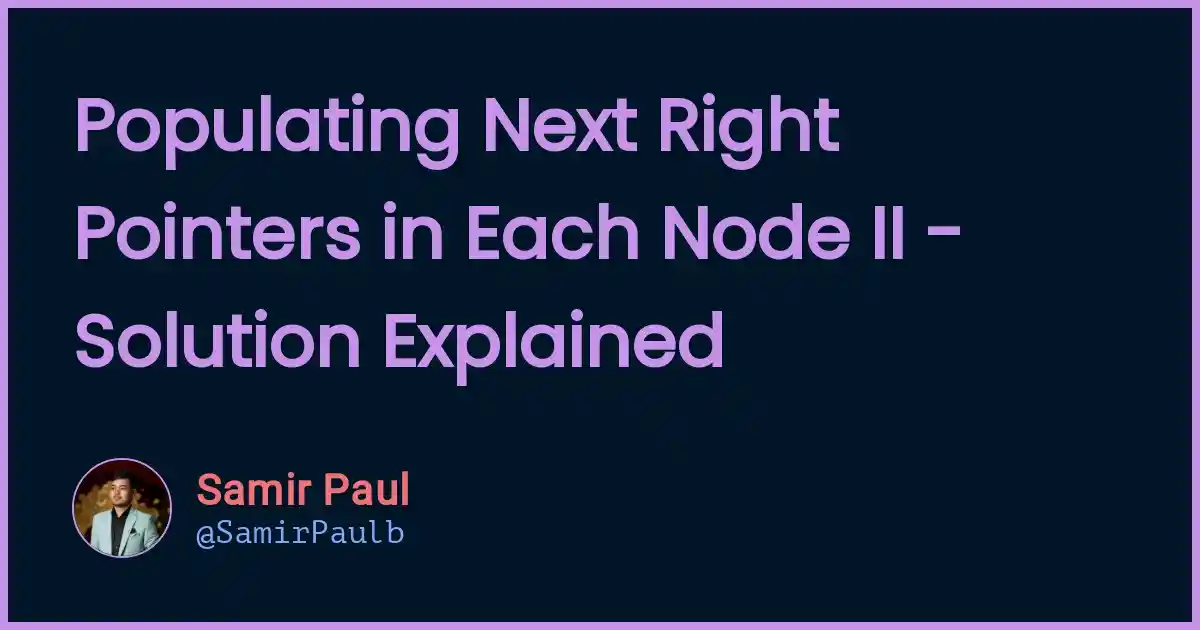 Populating Next Right
Pointers in Each Node II -
Solution Explained
Samir Paul
@SamirPaulb